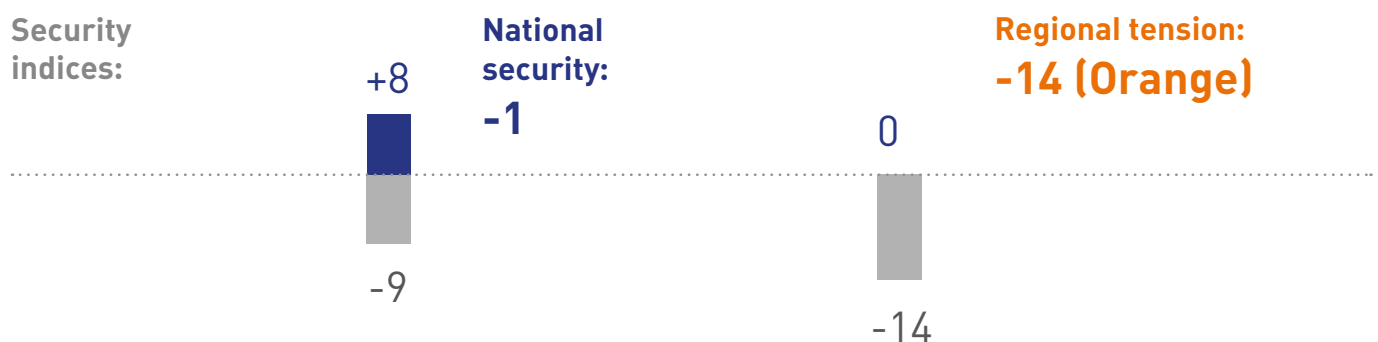 Security
indices:
+8
-9
National
security:
-1
0
-14
Regional tension:
-14 (Orange)